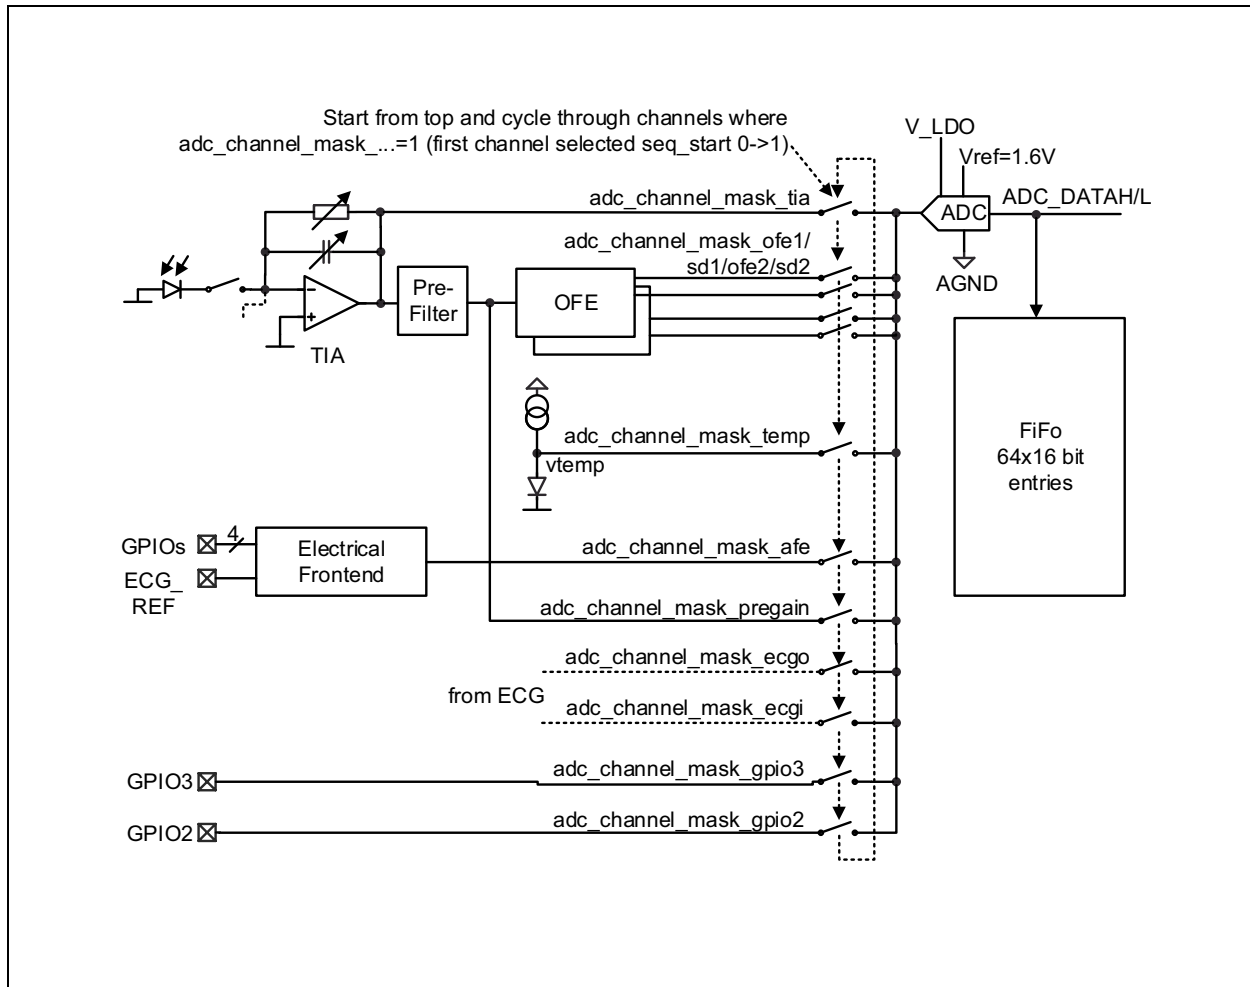 Start from top and cycle through channels where
adc_channel_mask_...=1 (first channel selected seq_start 0->1)
V_LDO
Vref=1.6V
adc_channel_mask_tia
ADC
ADC_DATAH/L
adc_channel_mask_ofe1/
sd1/ofe2/sd2
AGND
Pre-
Filter
OFE
TIA
adc_channel_mask_temp
vtemp
FiFo
64x16 bit
entries
GPIOs
4
Electrical
Frontend
adc_channel_mask_afe
ECG_
REF
adc_channel_mask_pregain
adc_channel_mask_ecgo
from ECG
adc_channel_mask_ecgi
GPIO3
adc_channel_mask_gpio3
GPIO2
adc_channel_mask_gpio2